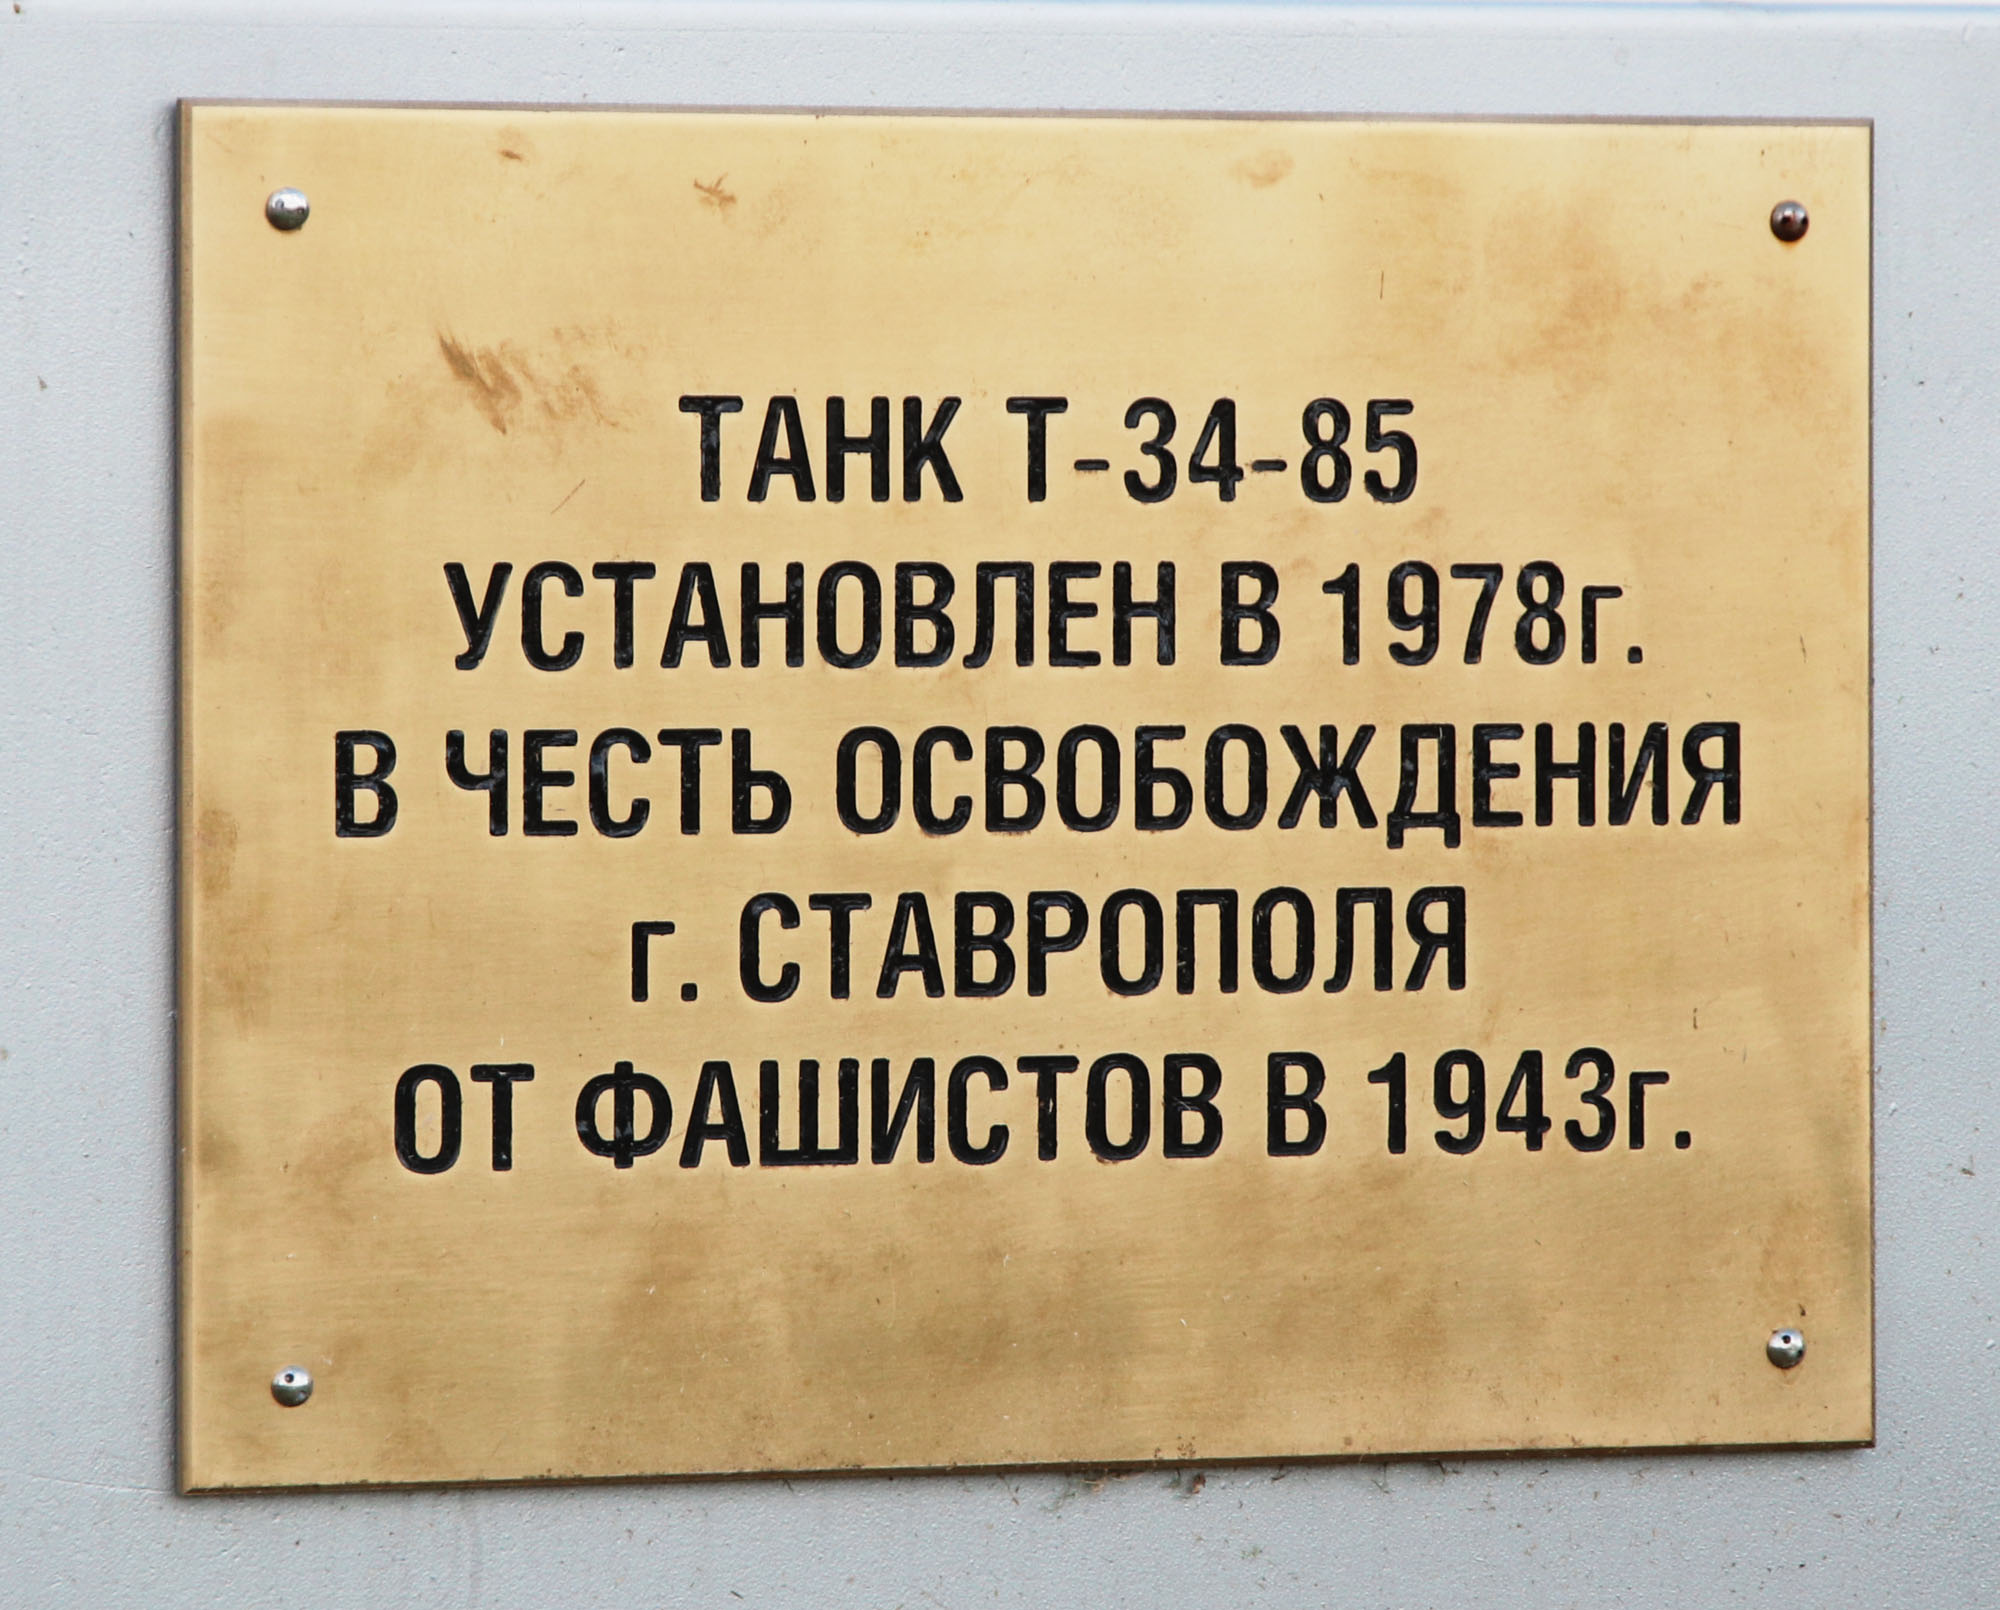 ТАНК Т-34-85
УСТАНОВЛЕН В 1978г.
В ЧЕСТЬ ОСВОБОЖДЕНИЯ
г. СТАВРОПОЛЯ
ОТ ФАШИСТОВ В 1943г.